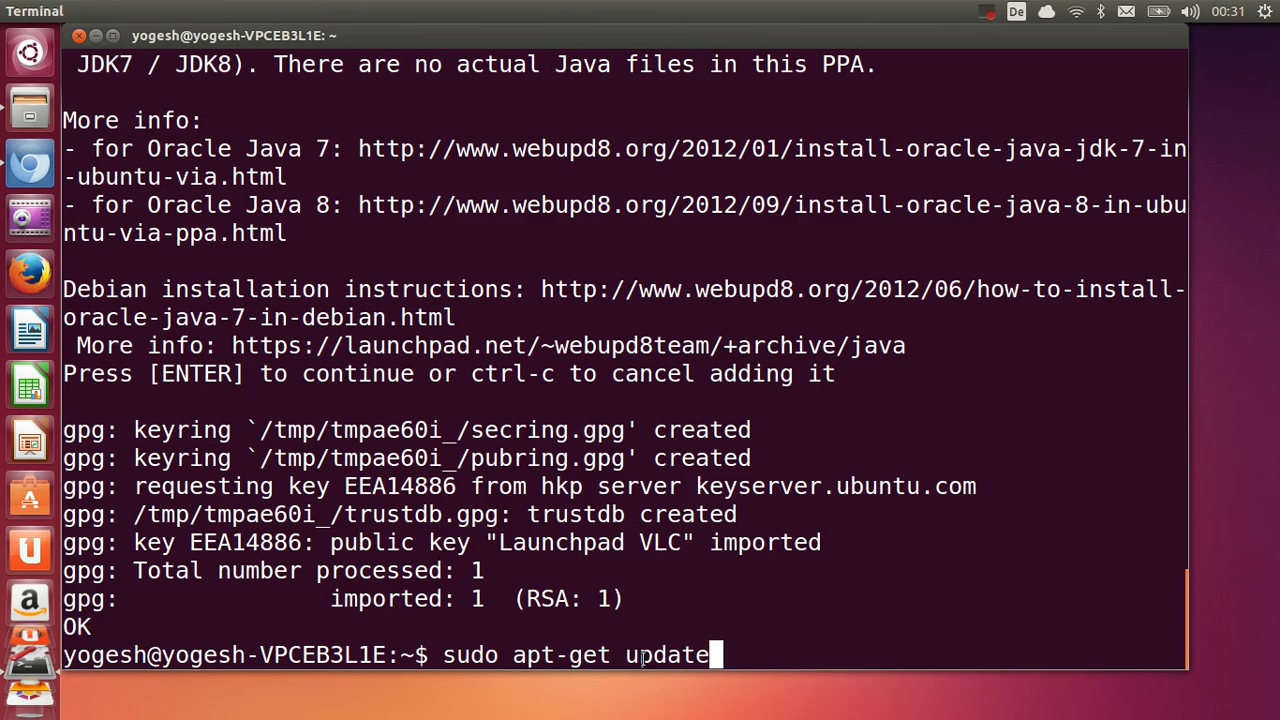 Terminal
De
00:31
yogesh@yogesh-VPCEB3L1E: ~
JDK7 / JDK8). There are no actual Java files in this PPA.
More info:
- for Oracle Java 7: http://www.webupd8.org/2012/01/install-oracle-java-jdk-7-in
-ubuntu-via.html
- for Oracle Java 8: http://www.webupd8.org/2012/09/install-oracle-java-8-in-ubu
ntu-via-ppa.html
Debian installation instructions: http://www.webupd8.org/2012/06/how-to-install-
oracle-java-7-in-debian.html
More info: https://launchpad.net/~webupd8team/+archive/java
Press [ENTER] to continue or ctrl-c to cancel adding it
gpg: keyring `/tmp/tmpae60i_/secring.gpg' created
gpg: keyring `/tmp/tmpae60i_/pubring.gpg' created
gpg: requesting key EEA14886 from hkp server keyserver.ubuntu.com
gpg: /tmp/tmpae60i_/trustdb.gpg: trustdb created
gpg: key EEA14886: public key "Launchpad VLC" imported
gpg: Total number processed: 1
gpg:               imported: 1  (RSA: 1)
OK
yogesh@yogesh-VPCEB3L1E:~$ sudo apt-get update